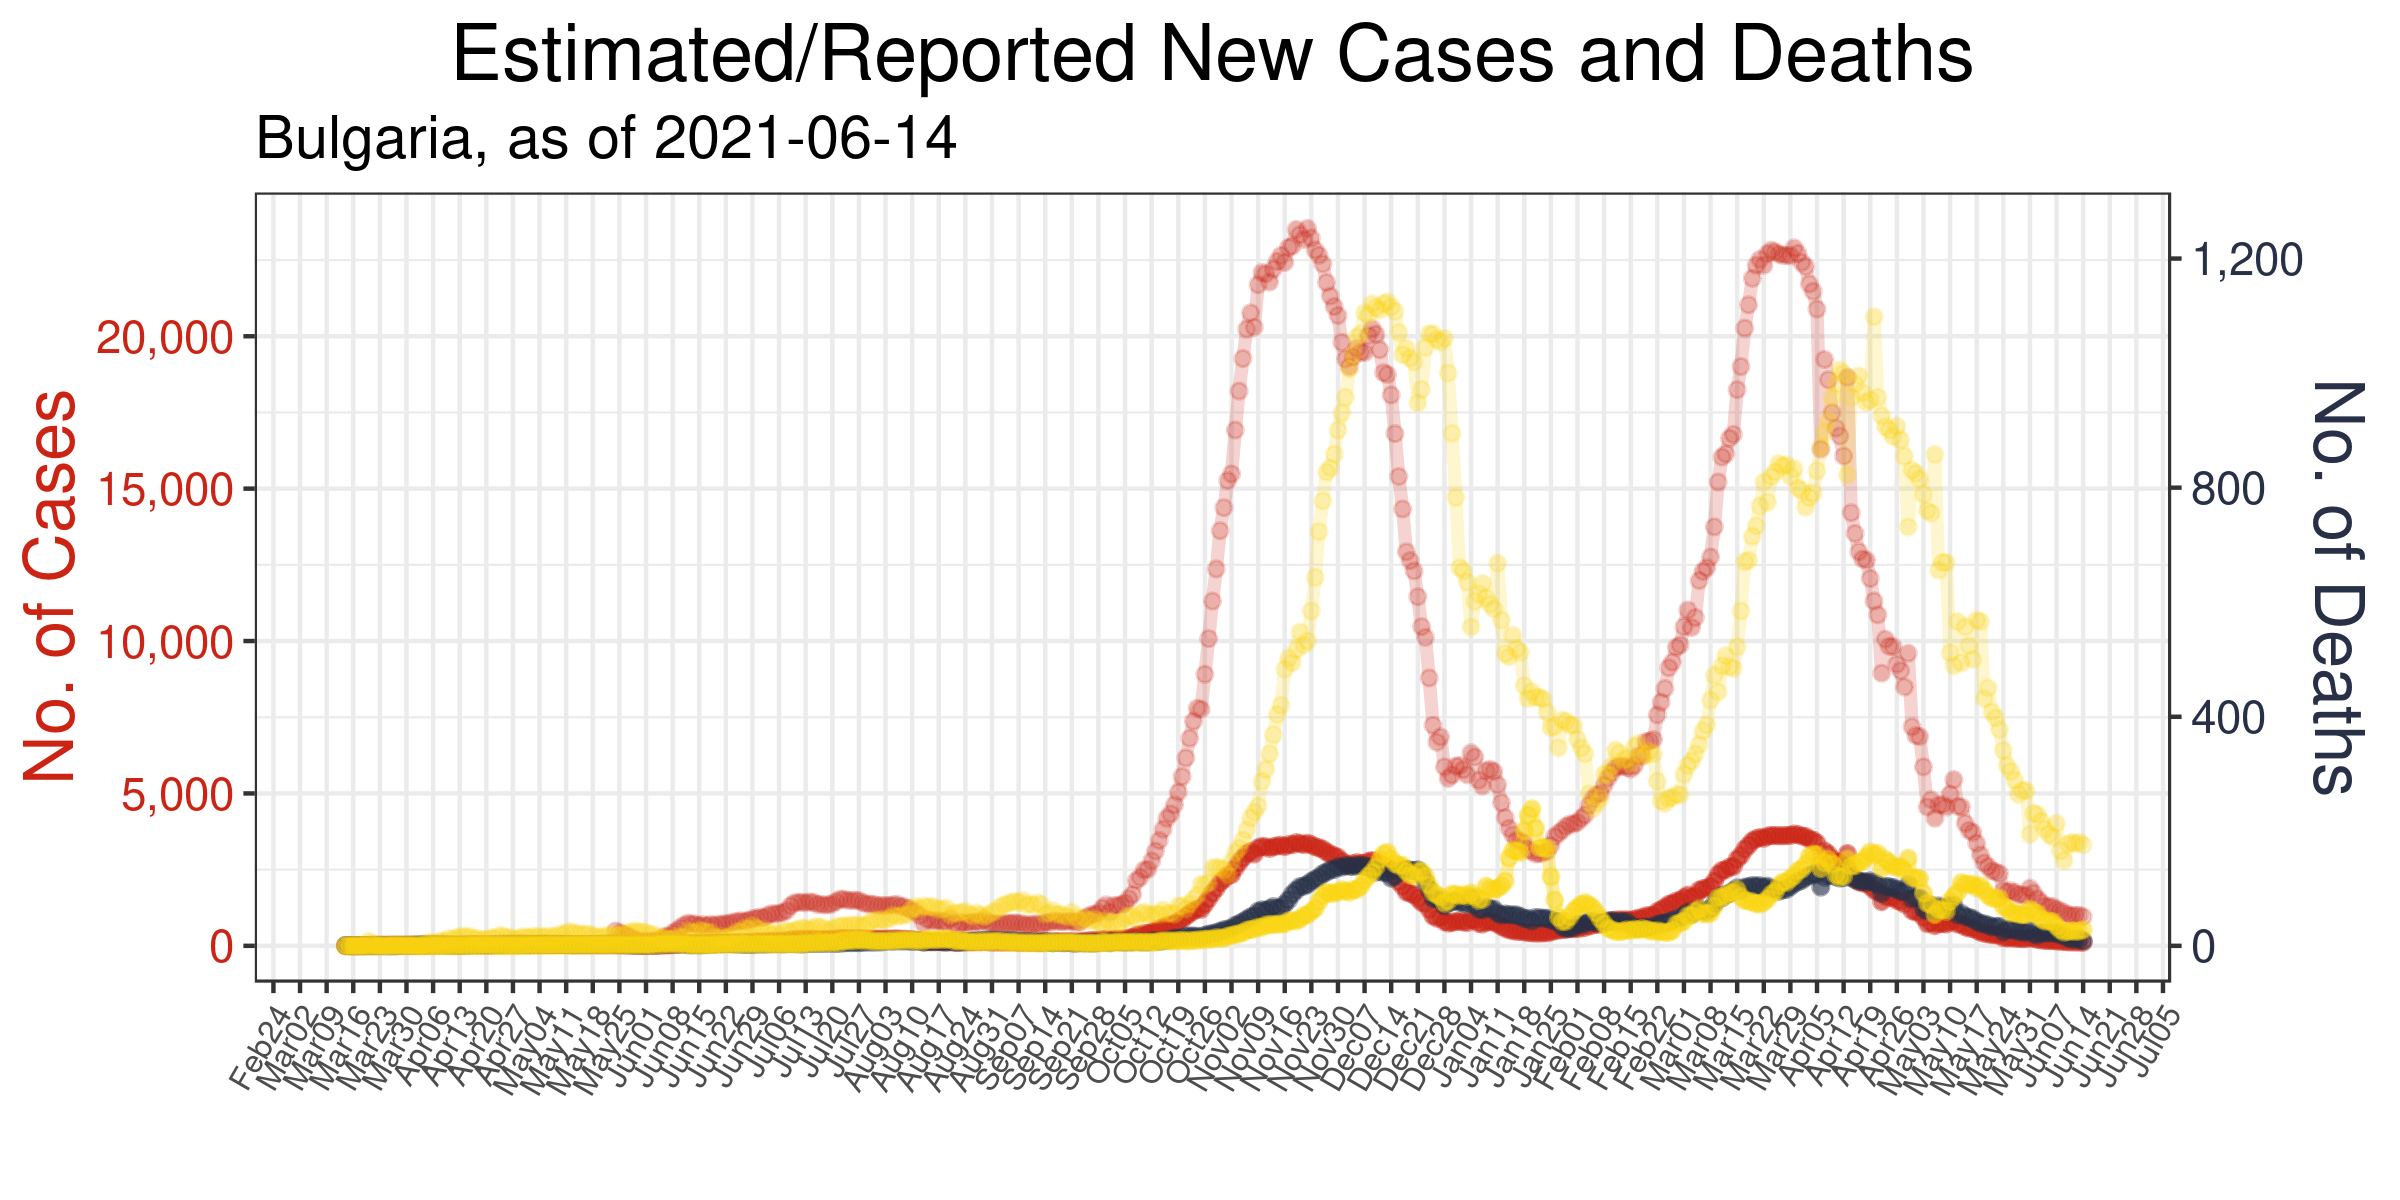 Estimated/Reported New Cases and Deaths
Bulgaria, as of 2021-06-14
No. of Cases
20,000
15,000
10,000
5,000
0
1,200
800
400
0
No. of Deaths
Feb24
Mar02
Mar09
Mar16
Mar23
Mar30
Apr06
Apr13
Apr20
Apr27
May04
May11
May18
May25
Jun01
Jun08
Jun15
Jun22
Jun29
Jul06
Jul13
Jul20
Jul27
Aug03
Aug10
Aug17
Aug24
Aug31
Sep07
Sep14
Sep21
Sep28
Oct05
Oct12
Oct19
Oct26
Nov02
Nov09
Nov16
Nov23
Nov30
Dec07
Dec14
Dec21
Dec28
Jan04
Jan11
Jan18
Jan25
Feb01
Feb08
Feb15
Feb22
Mar01
Mar08
Mar15
Mar22
Mar29
Apr05
Apr12
Apr19
Apr26
May03
May10
May17
May24
May31
Jun07
Jun14
Jun21
Jun28
Jul05